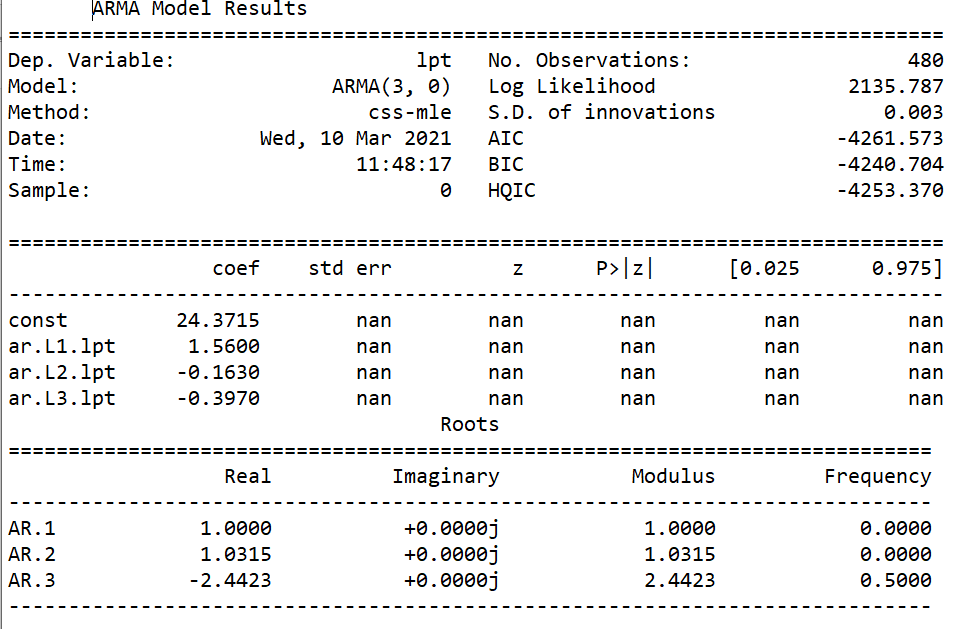 ARMA Model Results
==============================================================================
Dep. Variable:                    lpt   No. Observations:                  480
Model:                     ARMA(3, 0)   Log Likelihood                2135.787
Method:                       css-mle   S.D. of innovations              0.003
Date:                Wed, 10 Mar 2021   AIC                          -4261.573
Time:                        11:48:17   BIC                          -4240.704
Sample:                             0   HQIC                         -4253.370
==============================================================================
                 coef    std err          z      P>|z|      [0.025      0.975]
------------------------------------------------------------------------------
const         24.3715        nan        nan        nan         nan         nan
ar.L1.lpt      1.5600        nan        nan        nan         nan         nan
ar.L2.lpt     -0.1630        nan        nan        nan         nan         nan
ar.L3.lpt     -0.3970        nan        nan        nan         nan         nan
                                    Roots
=============================================================================
                  Real          Imaginary           Modulus         Frequency
-----------------------------------------------------------------------------
AR.1            1.0000           +0.0000j            1.0000            0.0000
AR.2            1.0315           +0.0000j            1.0315            0.0000
AR.3           -2.4423           +0.0000j            2.4423            0.5000
-----------------------------------------------------------------------------